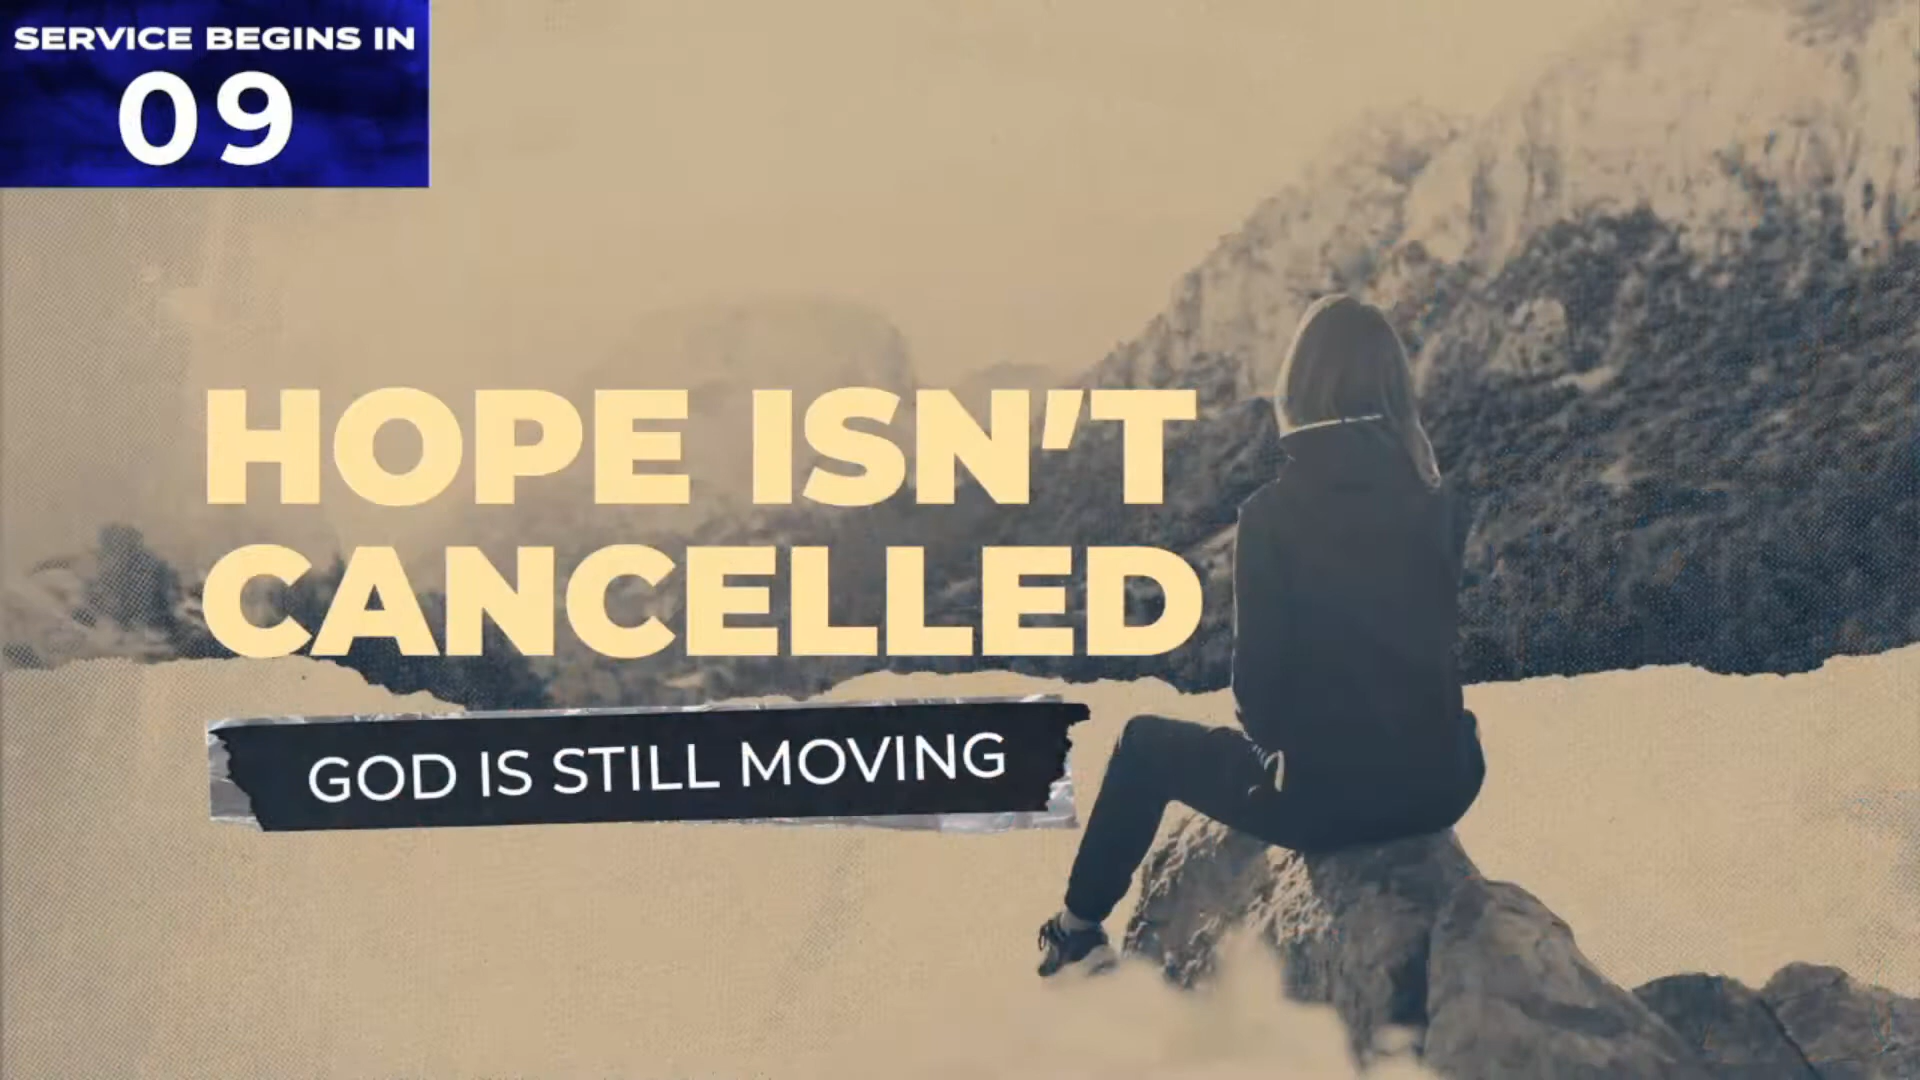 SERVICE BEGINS IN
09
HOPE ISN'T
CANCELLED
GOD IS STILL MOVING